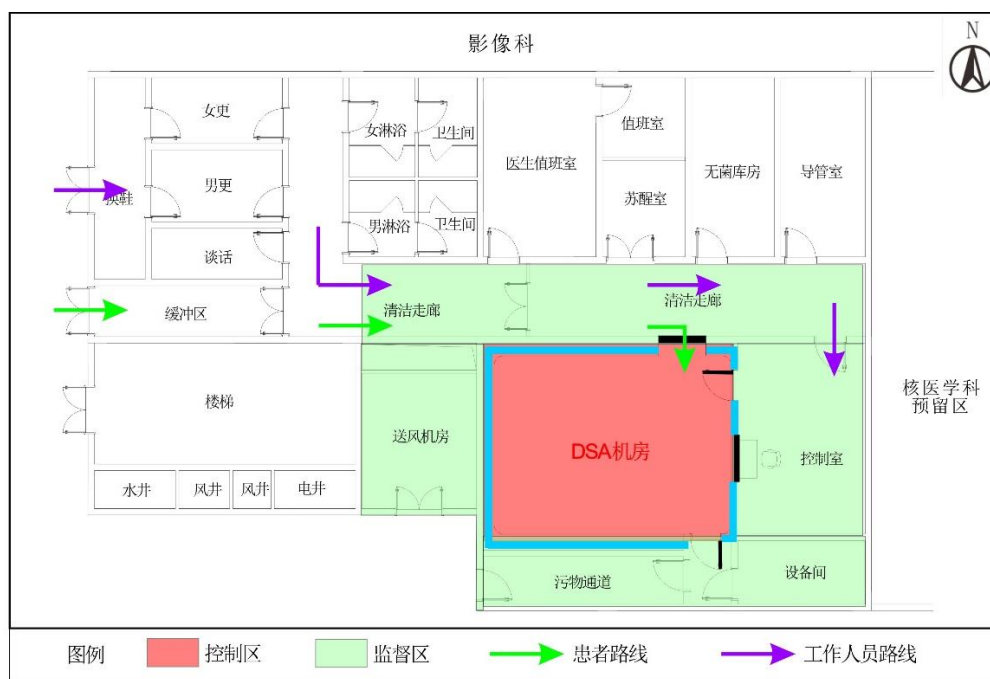 影像科
N
女更
女淋浴
卫生间
医生值班室
值班室
无菌库房
导管室
换鞋
男更
苏醒室
男淋浴
卫生间
谈话
缓冲区
清洁走廊
清洁走廊
核医学科
预留区
楼梯
送风机房
DSA机房
控制室
水井
风井
风井
电井
污物通道
设备间
图例
控制区
监督区
患者路线
工作人员路线